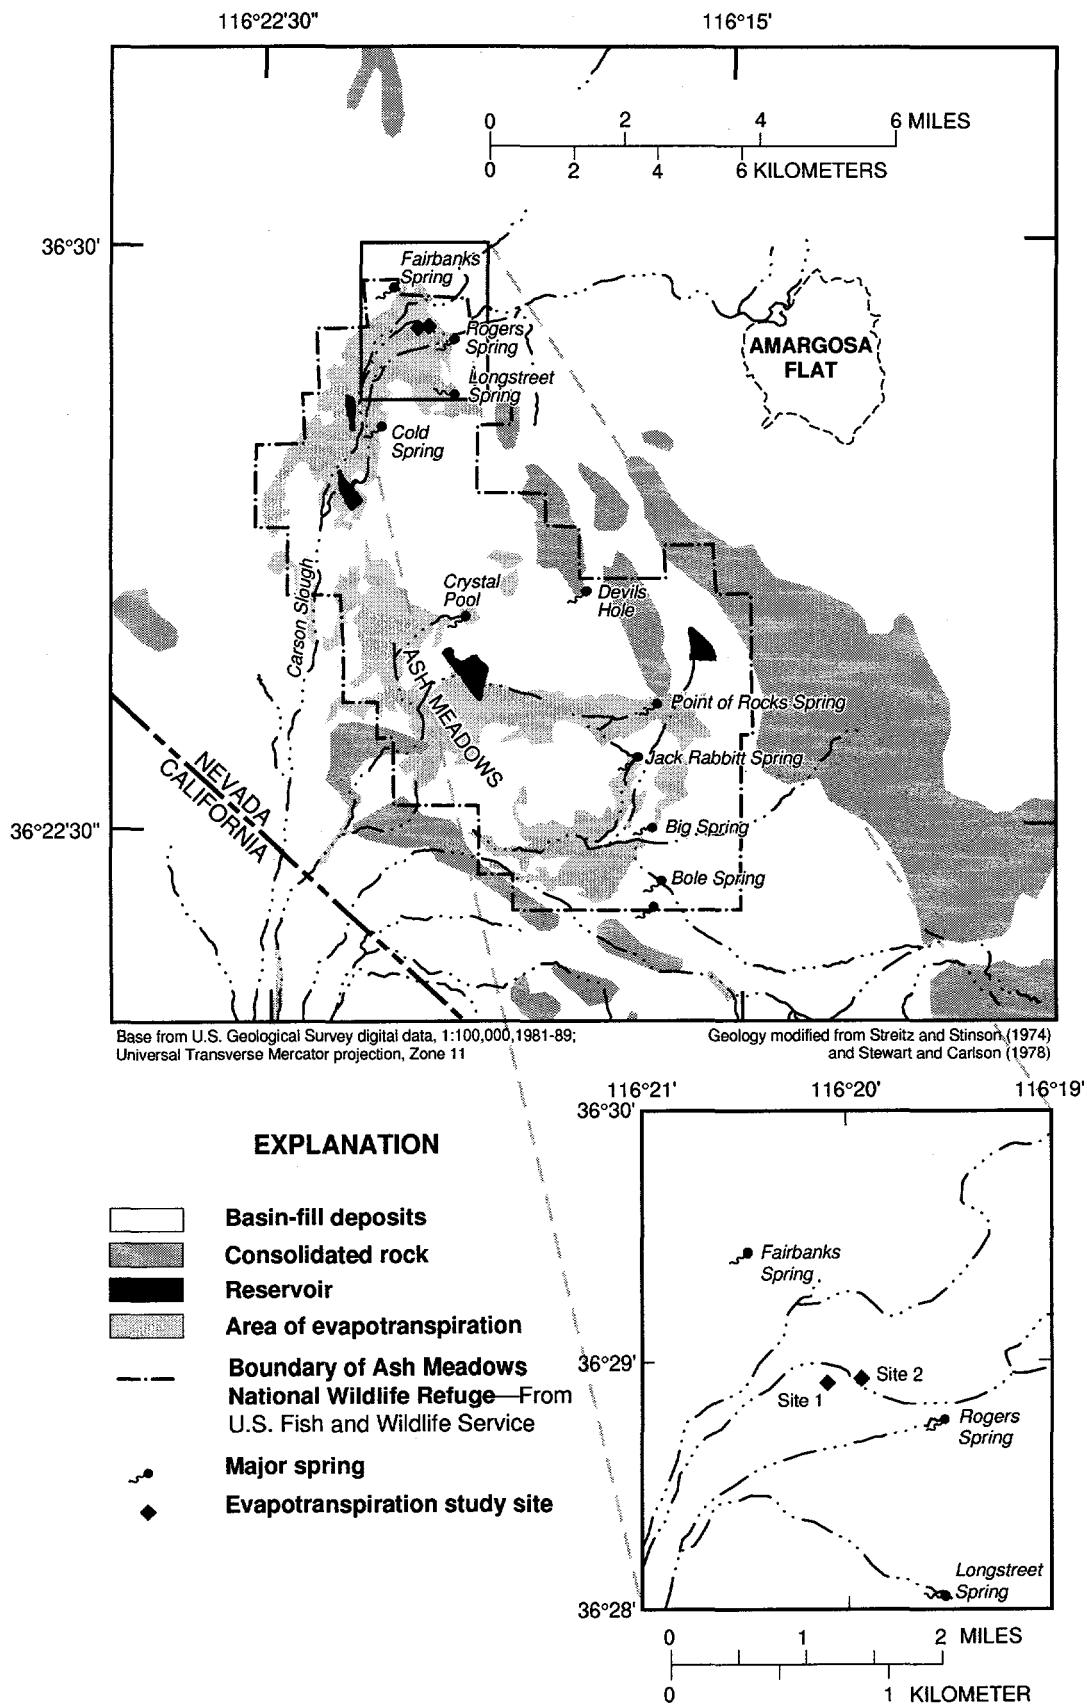 116°22'30"
116°15'
0 2 4 6 MILES
0 2 4 6 KILOMETERS
36°30'
Fairbanks
Spring
Rogers
Spring
Longstreet
Spring
AMARGOSA
FLAT
Cold
Spring
Carson Slough
Crystal
Pool
Devils
Hole
ASH MEADOWS
Point of Rocks Spring
Jack Rabbitt Spring
NEVADA
CALIFORNIA
36°22'30"
Big Spring
Bole Spring
Base from U.S. Geological Survey digital data, 1:100,000,1981-89;
Universal Transverse Mercator projection, Zone 11
Geology modified from Streitz and Stinson (1974)
and Stewart and Carlson (1978)
EXPLANATION
Basin-fill deposits
Consolidated rock
Reservoir
Area of evapotranspiration
Boundary of Ash Meadows
National Wildlife Refuge—From
U.S. Fish and Wildlife Service
Major spring
Evapotranspiration study site
116°21'
116°20'
116°19'
36°30'
Fairbanks
Spring
36°29'
Site 1
Site 2
Rogers
Spring
Longstreet
Spring
36°28'
0 1 2 MILES
0 1 KILOMETER